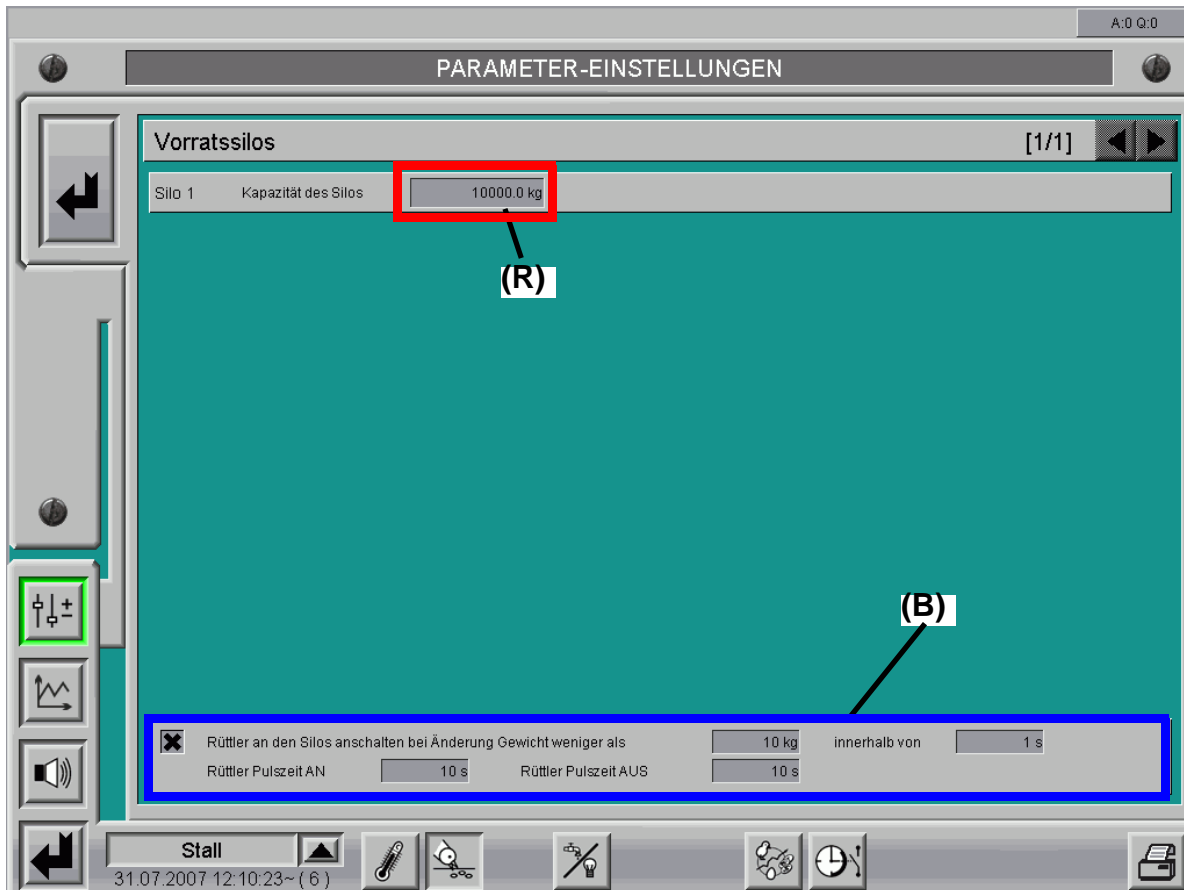 A:0 Q:0
PARAMETER-EINSTELLUNGEN
Vorratssilos [1/1]
Silo 1 Kapazität des Silos 10000.0 kg
(R)
(B)
Rüttler an den Silos anschalten bei Änderung Gewicht weniger als 10 kg innerhalb von 1 s
Rüttler Pulszeit AN 10 s Rüttler Pulszeit AUS 10 s
Stall
31.07.2007 12:10:23~ ( 6 )